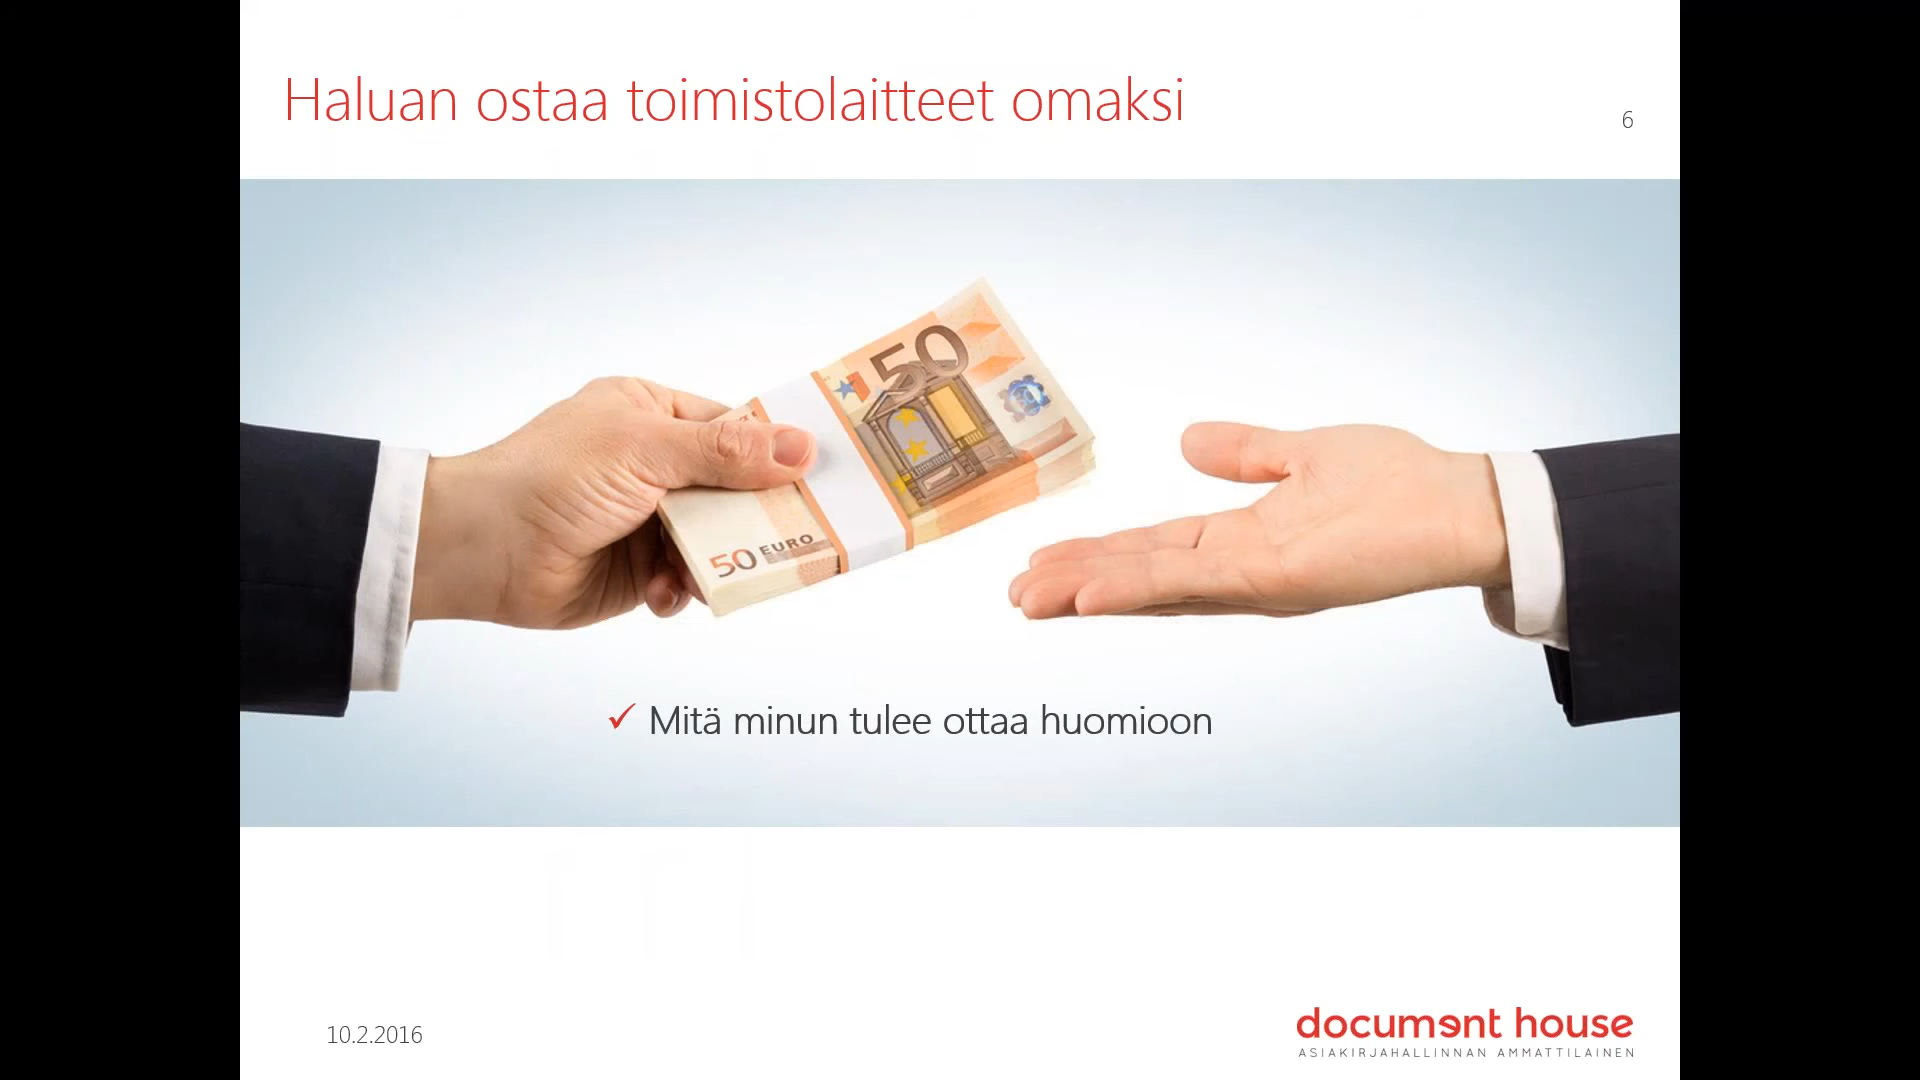 Haluan ostaa toimistolaitteet omaksi
6
50
50 EURO
✓ Mitä minun tulee ottaa huomioon
10.2.2016
document house
ASIAKIRJAHALLINNAN AMMATTILAINEN